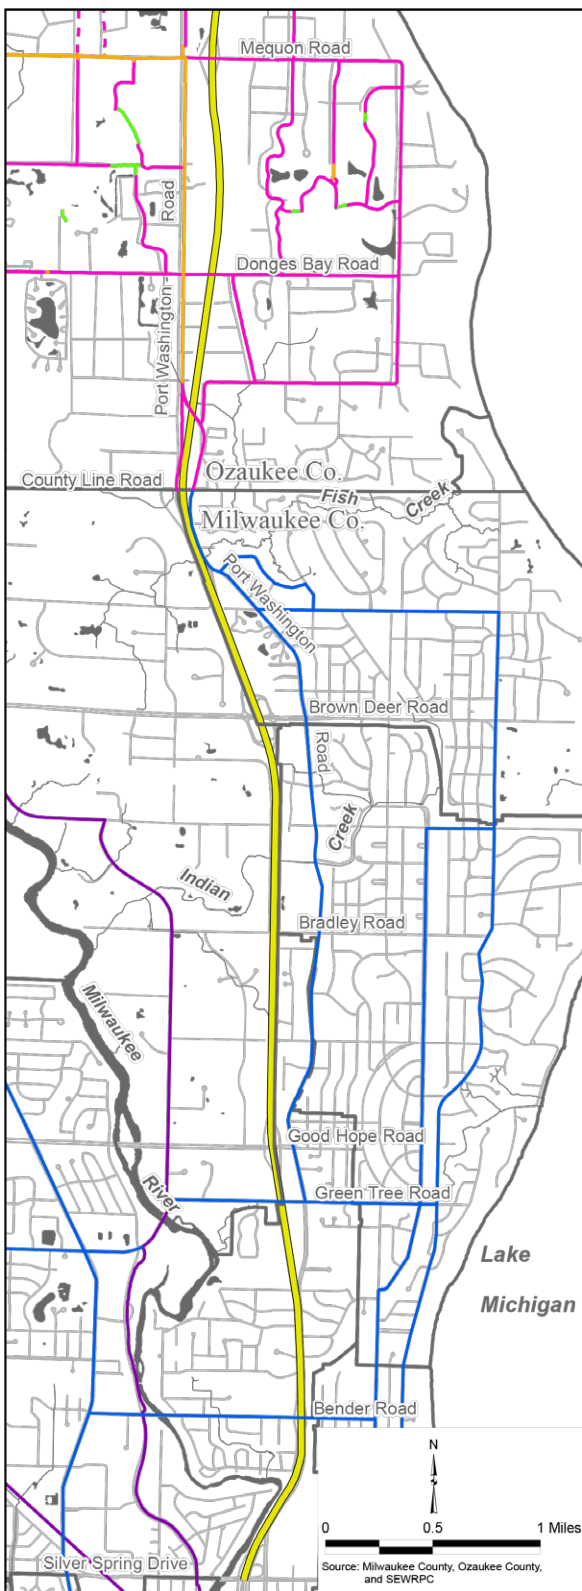 Mequon Road
Road
Donges Bay Road
Port Washington
County Line Road
Ozaukee Co.
Fish
Creek
Milwaukee Co.
Port Washington
Brown Deer Road
Road
Creek
Indian
Bradley Road
Milwaukee
Good Hope Road
Green Tree Road
River
Lake
Michigan
Bender Road
N
0 0.5 1 Miles
Silver Spring Drive
Source: Milwaukee County, Ozaukee County,
and SEWRPC